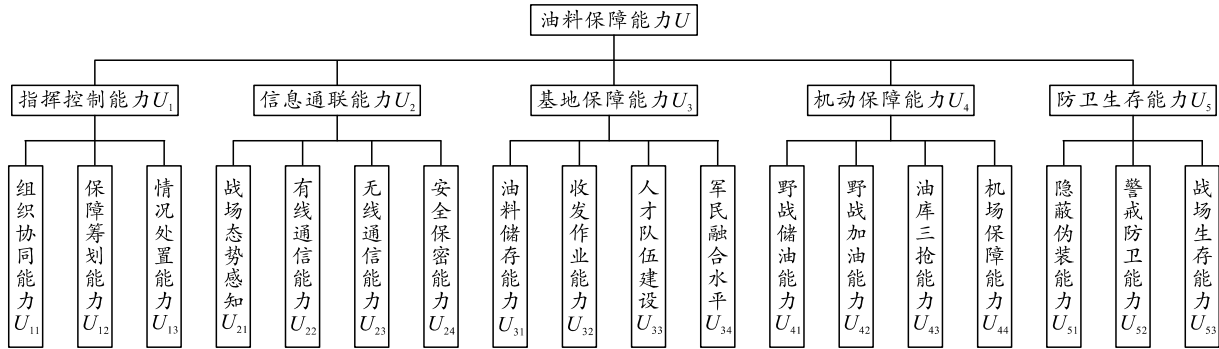 油料保障能力U
指挥控制能力U₁
信息通联能力U₂
基地保障能力U₃
机动保障能力U₄
防卫生存能力U₅
组织协同能力U₁₁
保障筹划能力U₁₂
情况处置能力U₁₃
战场态势感知U₂₁
有线通信能力U₂₂
无线通信能力U₂₃
安全保密能力U₂₄
油料储存能力U₃₁
收发作业能力U₃₂
人才队伍建设U₃₃
军民融合水平U₃₄
野战储油能力U₄₁
野战加油能力U₄₂
油库三抢能力U₄₃
机场保障能力U₄₄
隐蔽伪装能力U₅₁
警戒防卫能力U₅₂
战场生存能力U₅₃